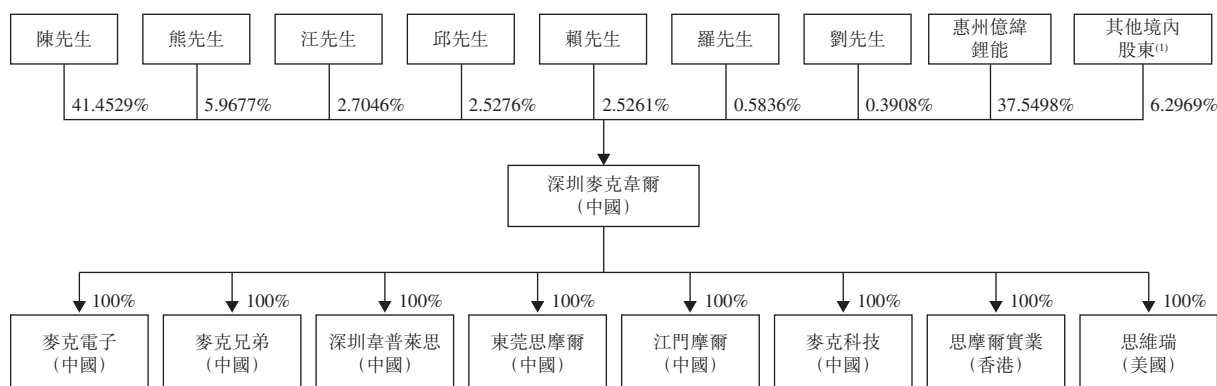 陳先生
熊先生
汪先生
邱先生
賴先生
羅先生
劉先生
惠州億緯
鋰能
其他境內
股東(1)
41.4529%
5.9677%
2.7046%
2.5276%
2.5261%
0.5836%
0.3908%
37.5498%
6.2969%
深圳麥克韋爾
(中國)
100%
100%
100%
100%
100%
100%
100%
100%
麥克電子
(中國)
麥克兄弟
(中國)
深圳韋普萊思
(中國)
東莞思摩爾
(中國)
江門摩爾
(中國)
麥克科技
(中國)
思摩爾實業
(香港)
思維瑞
(美國)